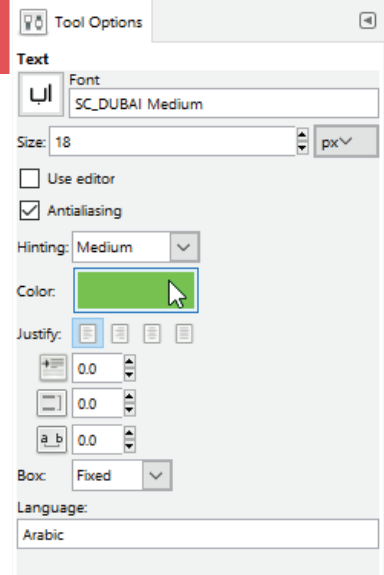 Tool Options
Text
اب
Font
SC_DUBAI Medium
Size: 18 px
Use editor
Antialiasing
Hinting: Medium
Color:
Justify:
0.0
0.0
a b 0.0
Box: Fixed
Language:
Arabic